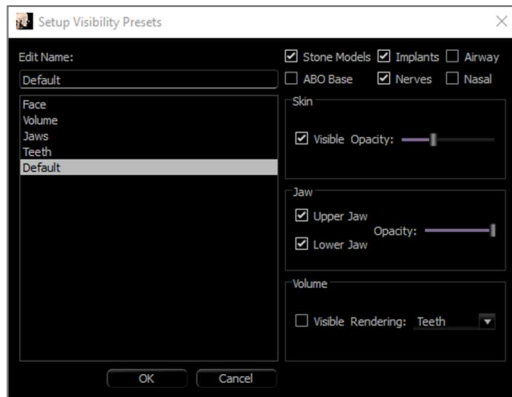 Setup Visibility Presets
Edit Name:
Default
Face
Volume
Jaws
Teeth
Default
OK Cancel
Stone Models Implants Airway
ABO Base Nerves Nasal
Skin
Visible Opacity:
Jaw
Upper Jaw
Opacity:
Lower Jaw
Volume
Visible Rendering: Teeth